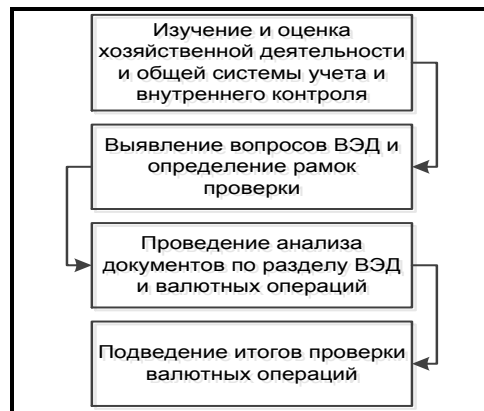 Изучение и оценка
хозяйственной деятельности
и общей системы учета и
внутреннего контроля
Выявление вопросов ВЭД и
определение рамок
проверки
Проведение анализа
документов по разделу ВЭД
и валютных операций
Подведение итогов проверки
валютных операций